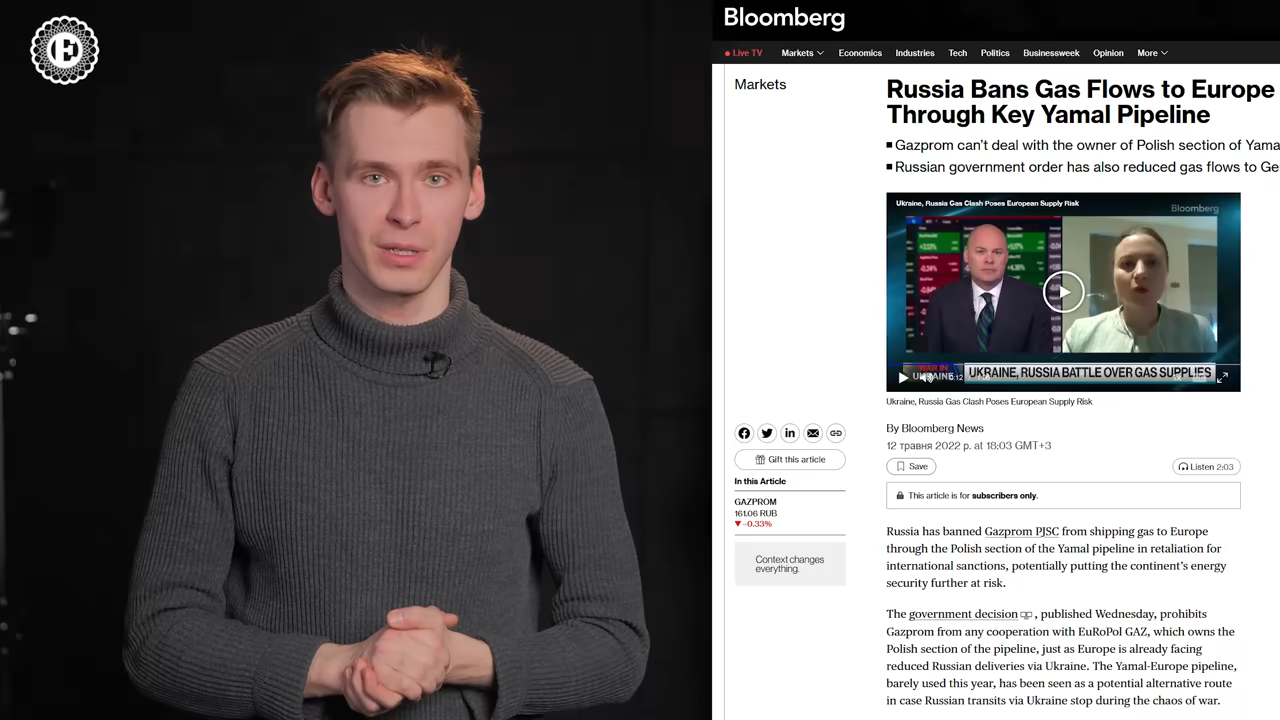 E
Bloomberg
Live TV Markets Economics Industries Tech Politics Businessweek Opinion More
Markets
Russia Bans Gas Flows to Europe
Through Key Yamal Pipeline
Gazprom can't deal with the owner of Polish section of Yama
Russian government order has also reduced gas flows to Ge
Ukraine, Russia Gas Clash Poses European Supply Risk
Bloomberg
WAR IN
UKRAINE
UKRAINE, RUSSIA BATTLE OVER GAS SUPPLIES
Ukraine, Russia Gas Clash Poses European Supply Risk
By Bloomberg News
12 травня 2022 р. at 18:03 GMT+3
Save
Listen 2:03
This article is for subscribers only.
Gift this article
In this Article
GAZPROM
161.06 RUB
▼ −0.33%
Context changes
everything.
Russia has banned Gazprom PJSC from shipping gas to Europe
through the Polish section of the Yamal pipeline in retaliation for
international sanctions, potentially putting the continent's energy
security further at risk.
The government decision, published Wednesday, prohibits
Gazprom from any cooperation with EuRoPol GAZ, which owns the
Polish section of the pipeline, just as Europe is already facing
reduced Russian deliveries via Ukraine. The Yamal-Europe pipeline,
barely used this year, has been seen as a potential alternative route
in case Russian transits via Ukraine stop during the chaos of war.